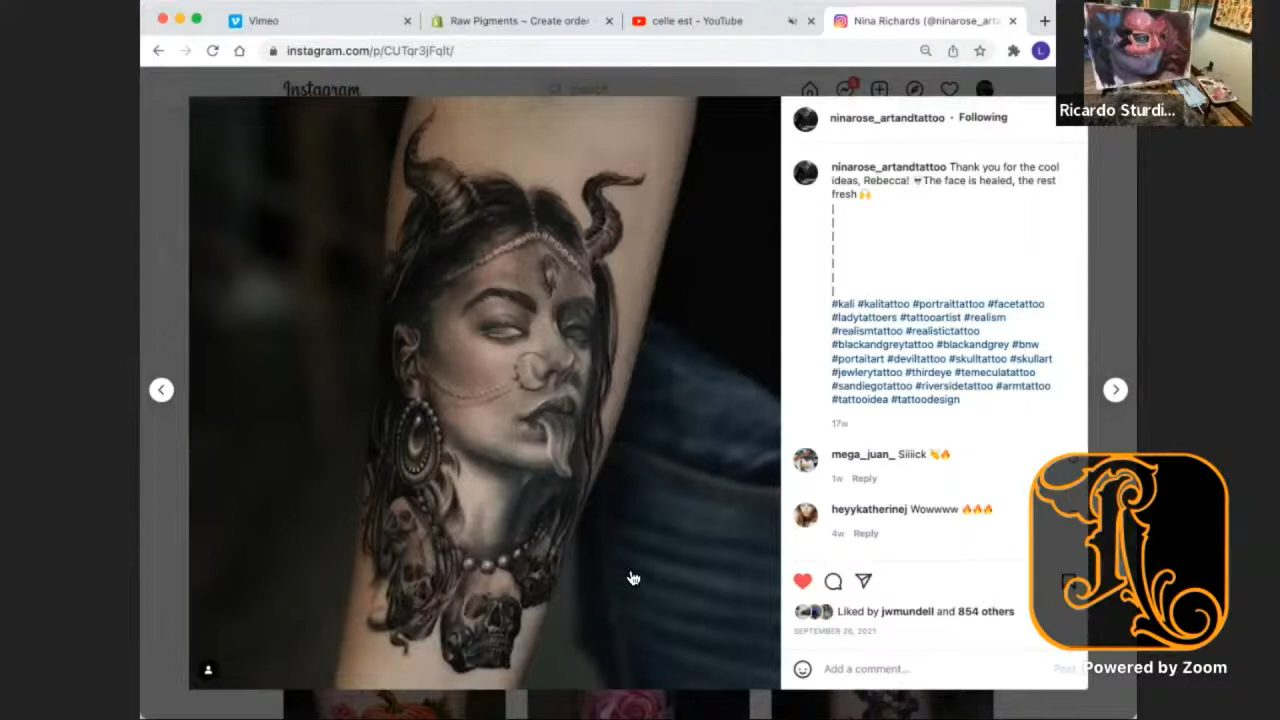 Vimeo
Raw Pigments ~ Create order
celle est - YouTube
Nina Richards (@ninarose_arta
instagram.com/p/CUTqr3jFqlt/
Ricardo Sturdi...
Instagram
ninarose_artandtattoo • Following
ninarose_artandtattoo Thank you for the cool
ideas, Rebecca! The face is healed, the rest
fresh 🙌
|
|
|
|
|
|
|
#kali #kalitattoo #portraittattoo #facetattoo
#ladytattoers #tattooartist #realism
#realismtattoo #realistictattoo
#blackandgreytattoo #blackandgrey #bnw
#portaitart #deviltattoo #skulltattoo #skullart
#jewlerytattoo #thirdeye #temeculatattoo
#sandiegotattoo #riversidetattoo #armtattoo
#tattooidea #tattoodesign
17w
mega_juan_ Siiiick 👏🔥
1w Reply
heyykatherinej Wowwww 🔥🔥🔥
4w Reply
Liked by jwmundell and 854 others
SEPTEMBER 26, 2021
Add a comment...
Post
Powered by Zoom